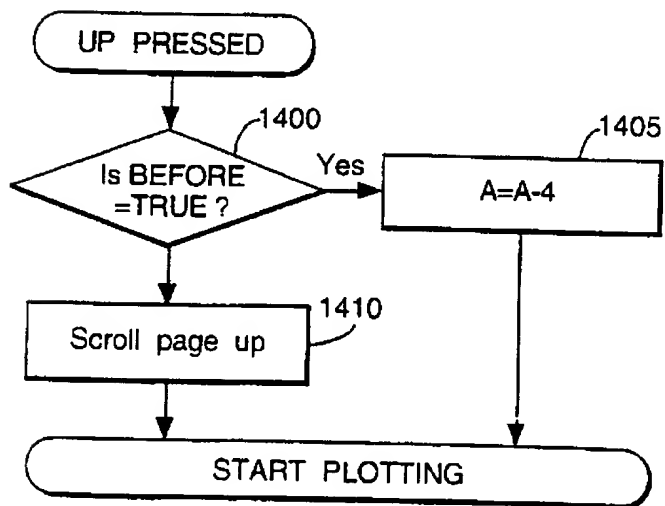 UP PRESSED
1400
Is BEFORE
=TRUE ?
Yes
1405
A=A-4
1410
Scroll page up
START PLOTTING